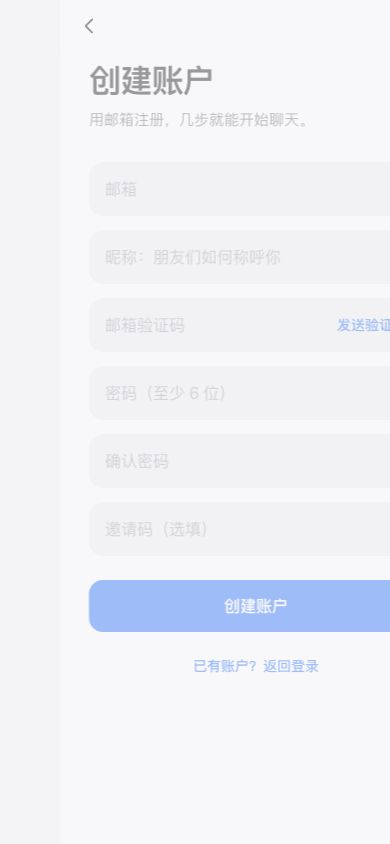 创建账户
用邮箱注册，几步就能开始聊天。
邮箱
昵称：朋友们如何称呼你
邮箱验证码
发送验证
密码（至少 6 位）
确认密码
邀请码（选填）
创建账户
已有账户？返回登录